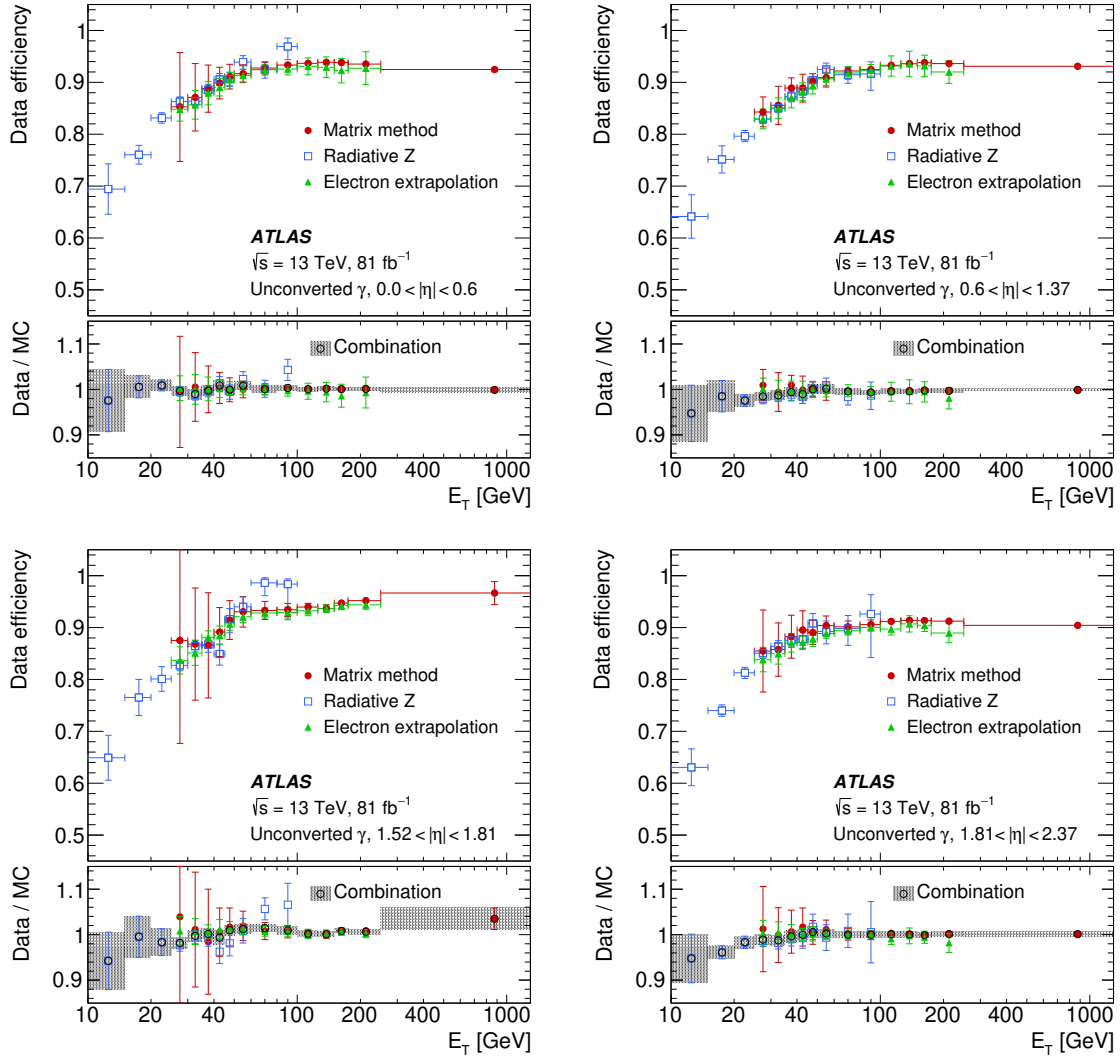 Data efficiency
1
0.9
0.8
0.7
0.6
0.5
Matrix method
Radiative Z
Electron extrapolation
ATLAS
√s = 13 TeV, 81 fb⁻¹
Unconverted γ, 0.0 < |η| < 0.6
Data / MC
1.1
1
0.9
Combination
10 20 40 100 200 1000
E_T [GeV]
Data efficiency
1
0.9
0.8
0.7
0.6
0.5
Matrix method
Radiative Z
Electron extrapolation
ATLAS
√s = 13 TeV, 81 fb⁻¹
Unconverted γ, 0.6 < |η| < 1.37
Data / MC
1.1
1
0.9
Combination
10 20 40 100 200 1000
E_T [GeV]
Data efficiency
1
0.9
0.8
0.7
0.6
0.5
Matrix method
Radiative Z
Electron extrapolation
ATLAS
√s = 13 TeV, 81 fb⁻¹
Unconverted γ, 1.52 < |η| < 1.81
Data / MC
1.1
1
0.9
Combination
10 20 40 100 200 1000
E_T [GeV]
Data efficiency
1
0.9
0.8
0.7
0.6
0.5
Matrix method
Radiative Z
Electron extrapolation
ATLAS
√s = 13 TeV, 81 fb⁻¹
Unconverted γ, 1.81 < |η| < 2.37
Data / MC
1.1
1
0.9
Combination
10 20 40 100 200 1000
E_T [GeV]